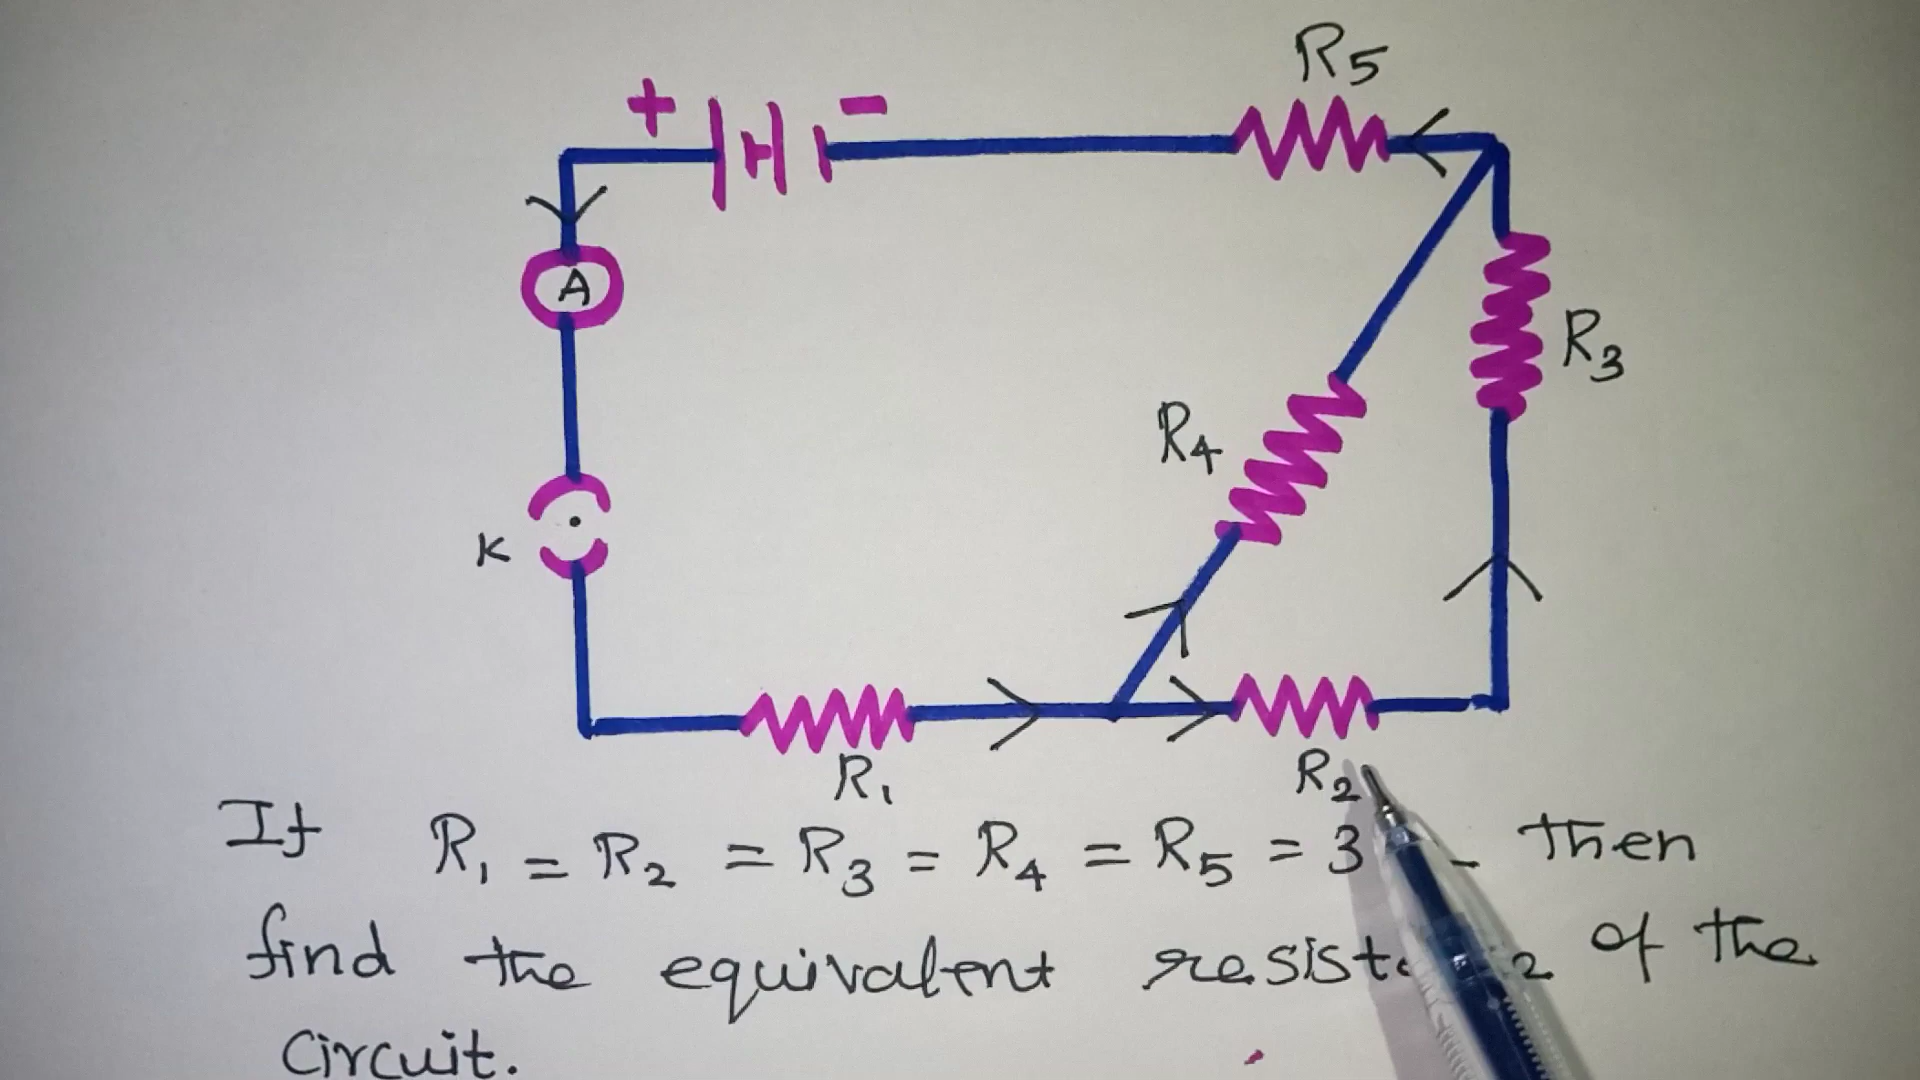 R5
+ -
A
R3
R4
K
R1
R2
If R1 = R2 = R3 = R4 = R5 = 3 then
find the equivalent of the
circuit.